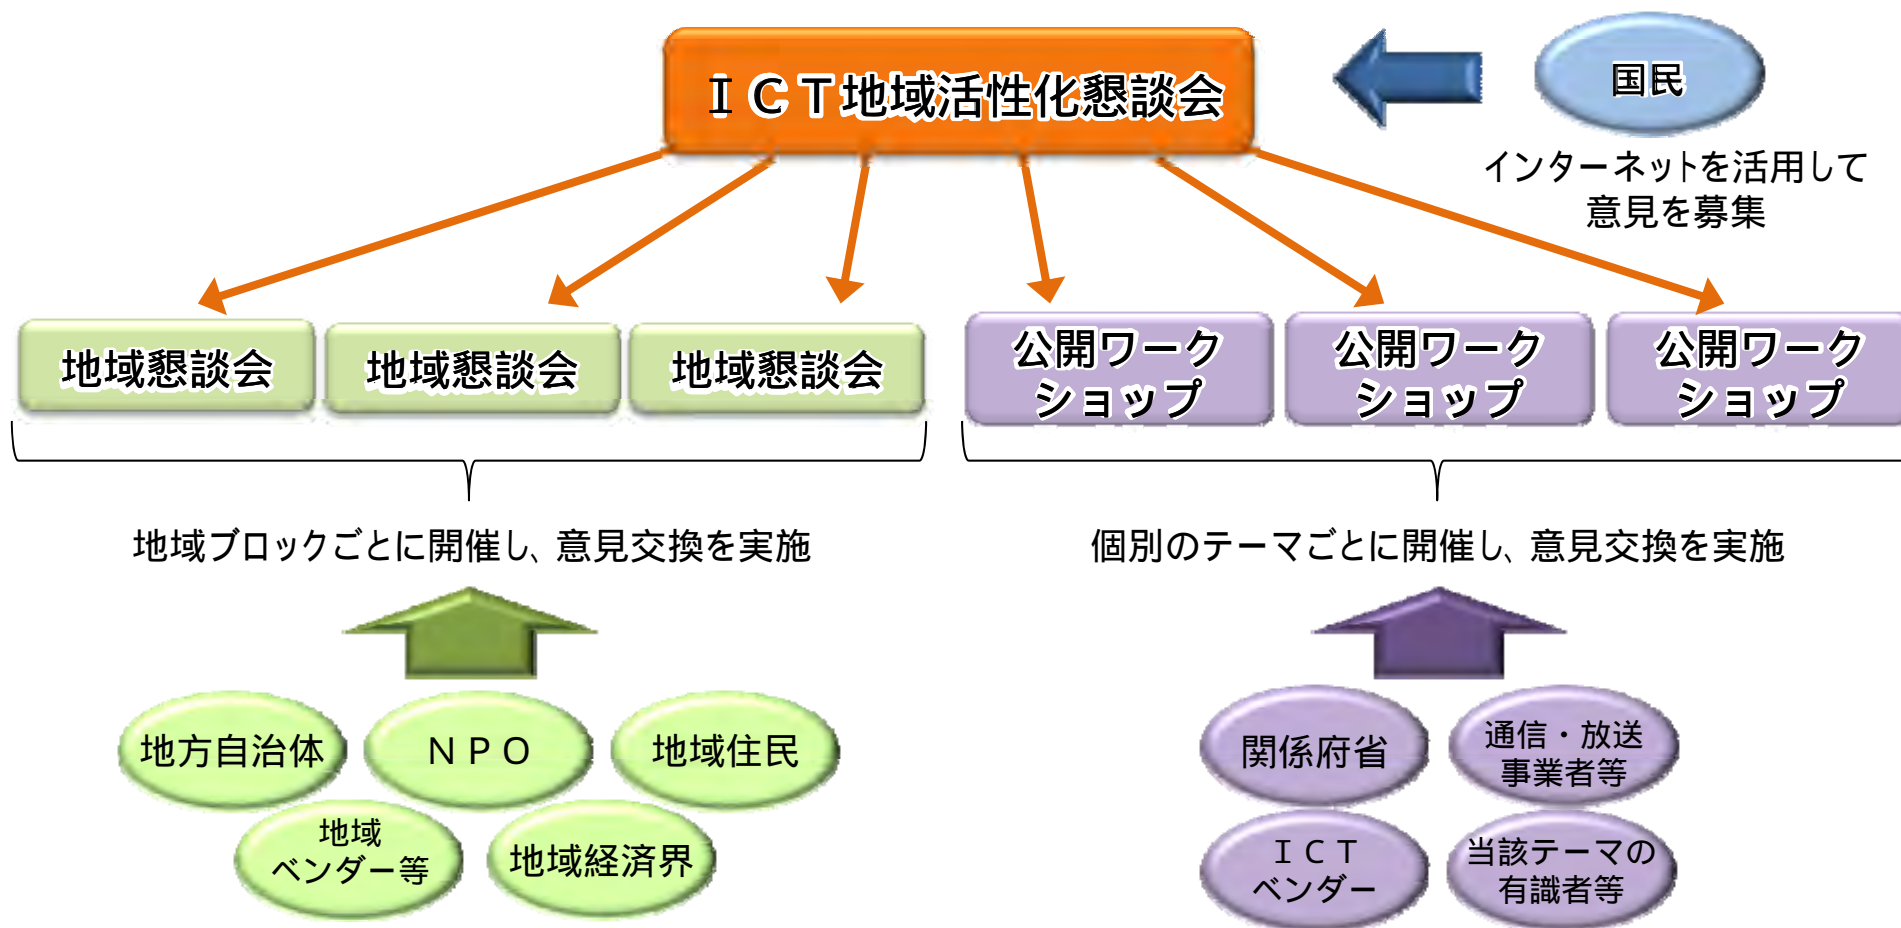 ＩＣＴ地域活性化懇談会
国民
インターネットを活用して
意見を募集
地域懇談会
地域懇談会
地域懇談会
公開ワーク
ショップ
公開ワーク
ショップ
公開ワーク
ショップ
地域ブロックごとに開催し、意見交換を実施
個別のテーマごとに開催し、意見交換を実施
地方自治体
ＮＰＯ
地域住民
地域
ベンダー等
地域経済界
関係府省
通信・放送
事業者等
ＩＣＴ
ベンダー
当該テーマの
有識者等